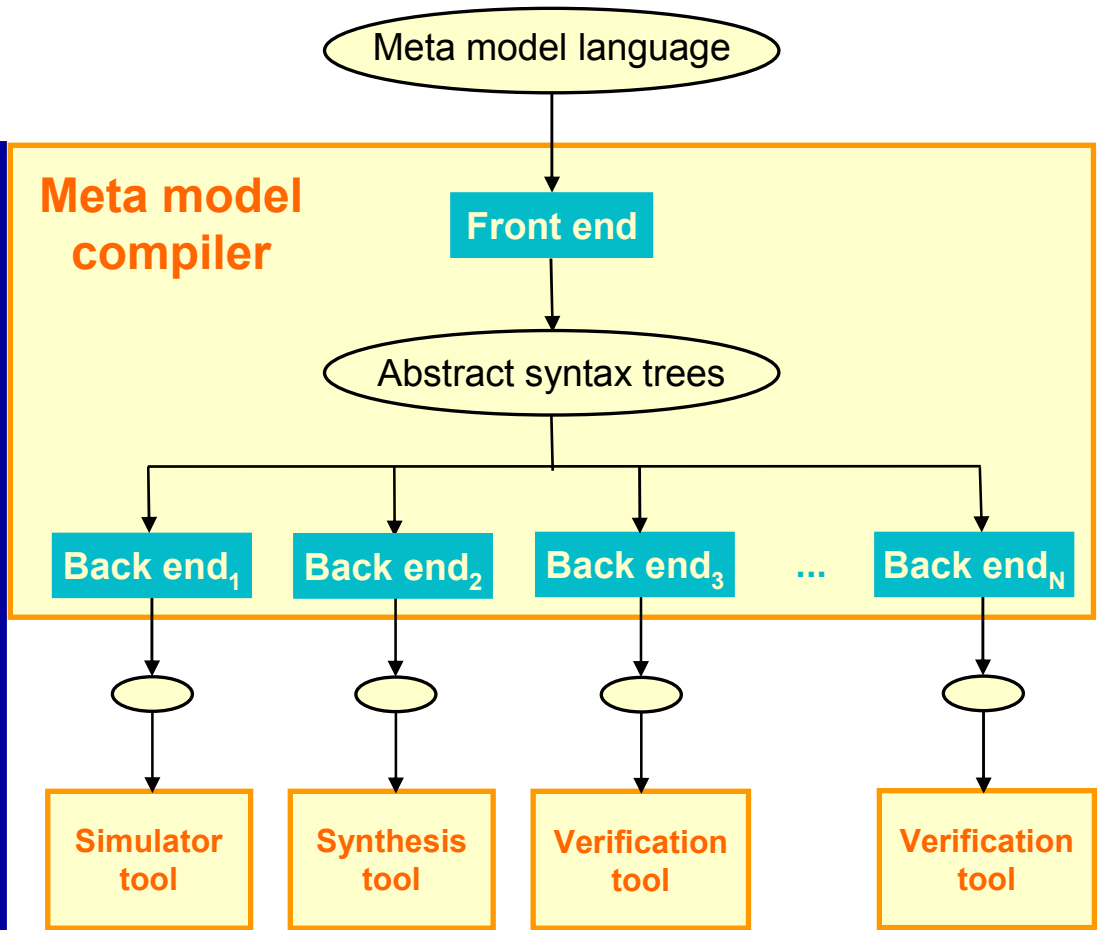 Meta model language
Meta model
compiler
Front end
Abstract syntax trees
Back end₁ Back end₂ Back end₃ ... Back endN
Simulator
tool
Synthesis
tool
Verification
tool
Verification
tool